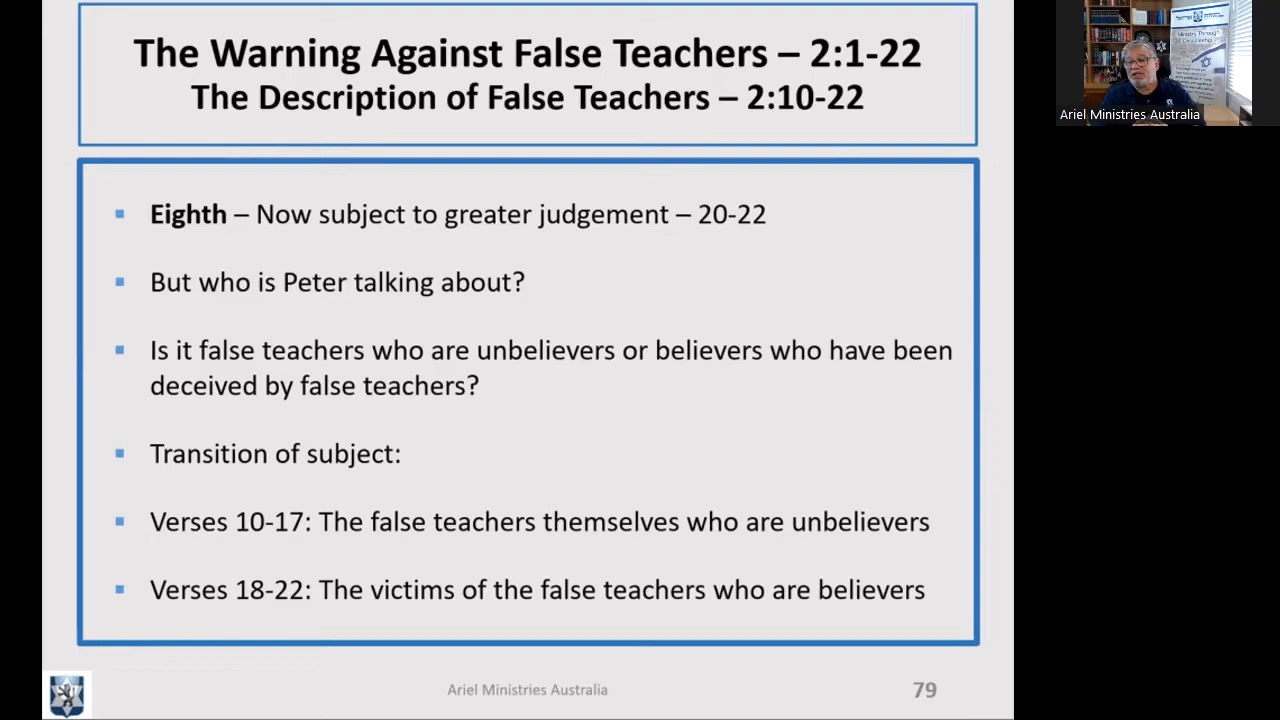 The Warning Against False Teachers – 2:1-22
The Description of False Teachers – 2:10-22
Eighth – Now subject to greater judgement – 20-22
But who is Peter talking about?
Is it false teachers who are unbelievers or believers who have been
deceived by false teachers?
Transition of subject:
Verses 10-17: The false teachers themselves who are unbelievers
Verses 18-22: The victims of the false teachers who are believers
Ariel Ministries Australia
79
Ministry Through
Ariel Ministries Australia